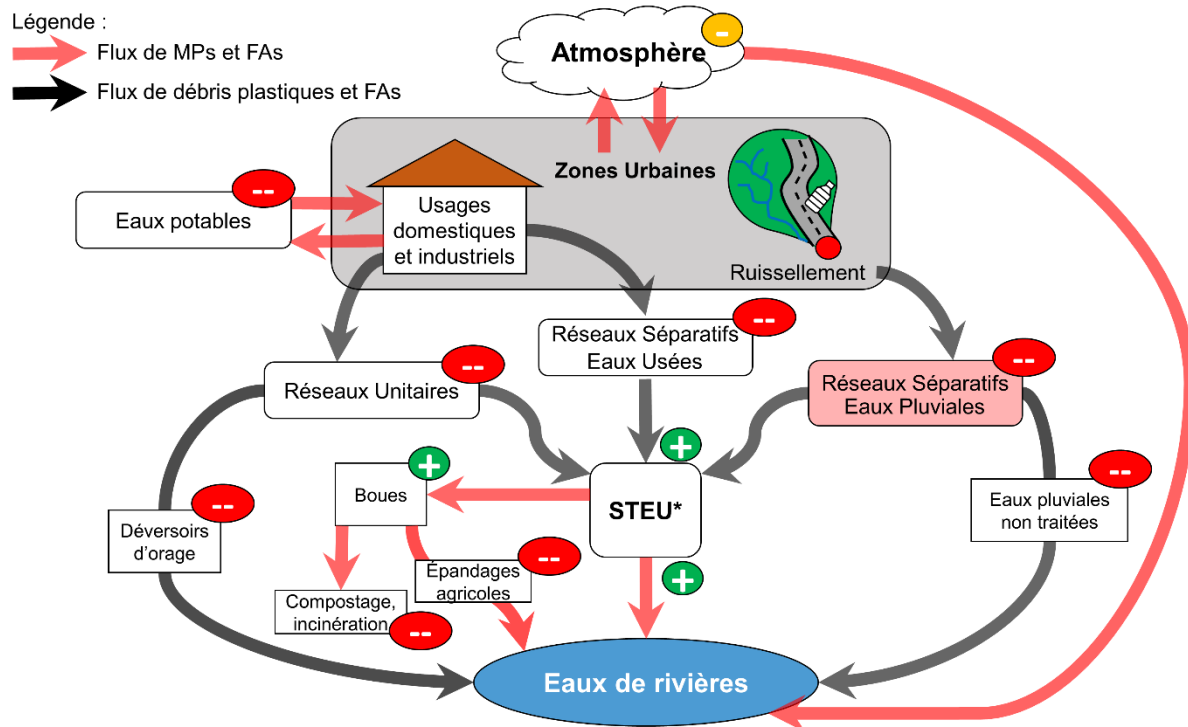 Légende :
Flux de MPs et FAs
Flux de débris plastiques et FAs
-
Atmosphère
Zones Urbaines
--
Eaux potables
Usages
domestiques
et industriels
Ruissellement
--
Réseaux Séparatifs
Eaux Usées
--
Réseaux Unitaires
--
Réseaux Séparatifs
Eaux Pluviales
+
+
Boues
STEU*
--
Eaux pluviales
non traitées
--
Déversoirs
d'orage
--
Épandages
agricoles
+
Compostage,
incinération
--
Eaux de rivières